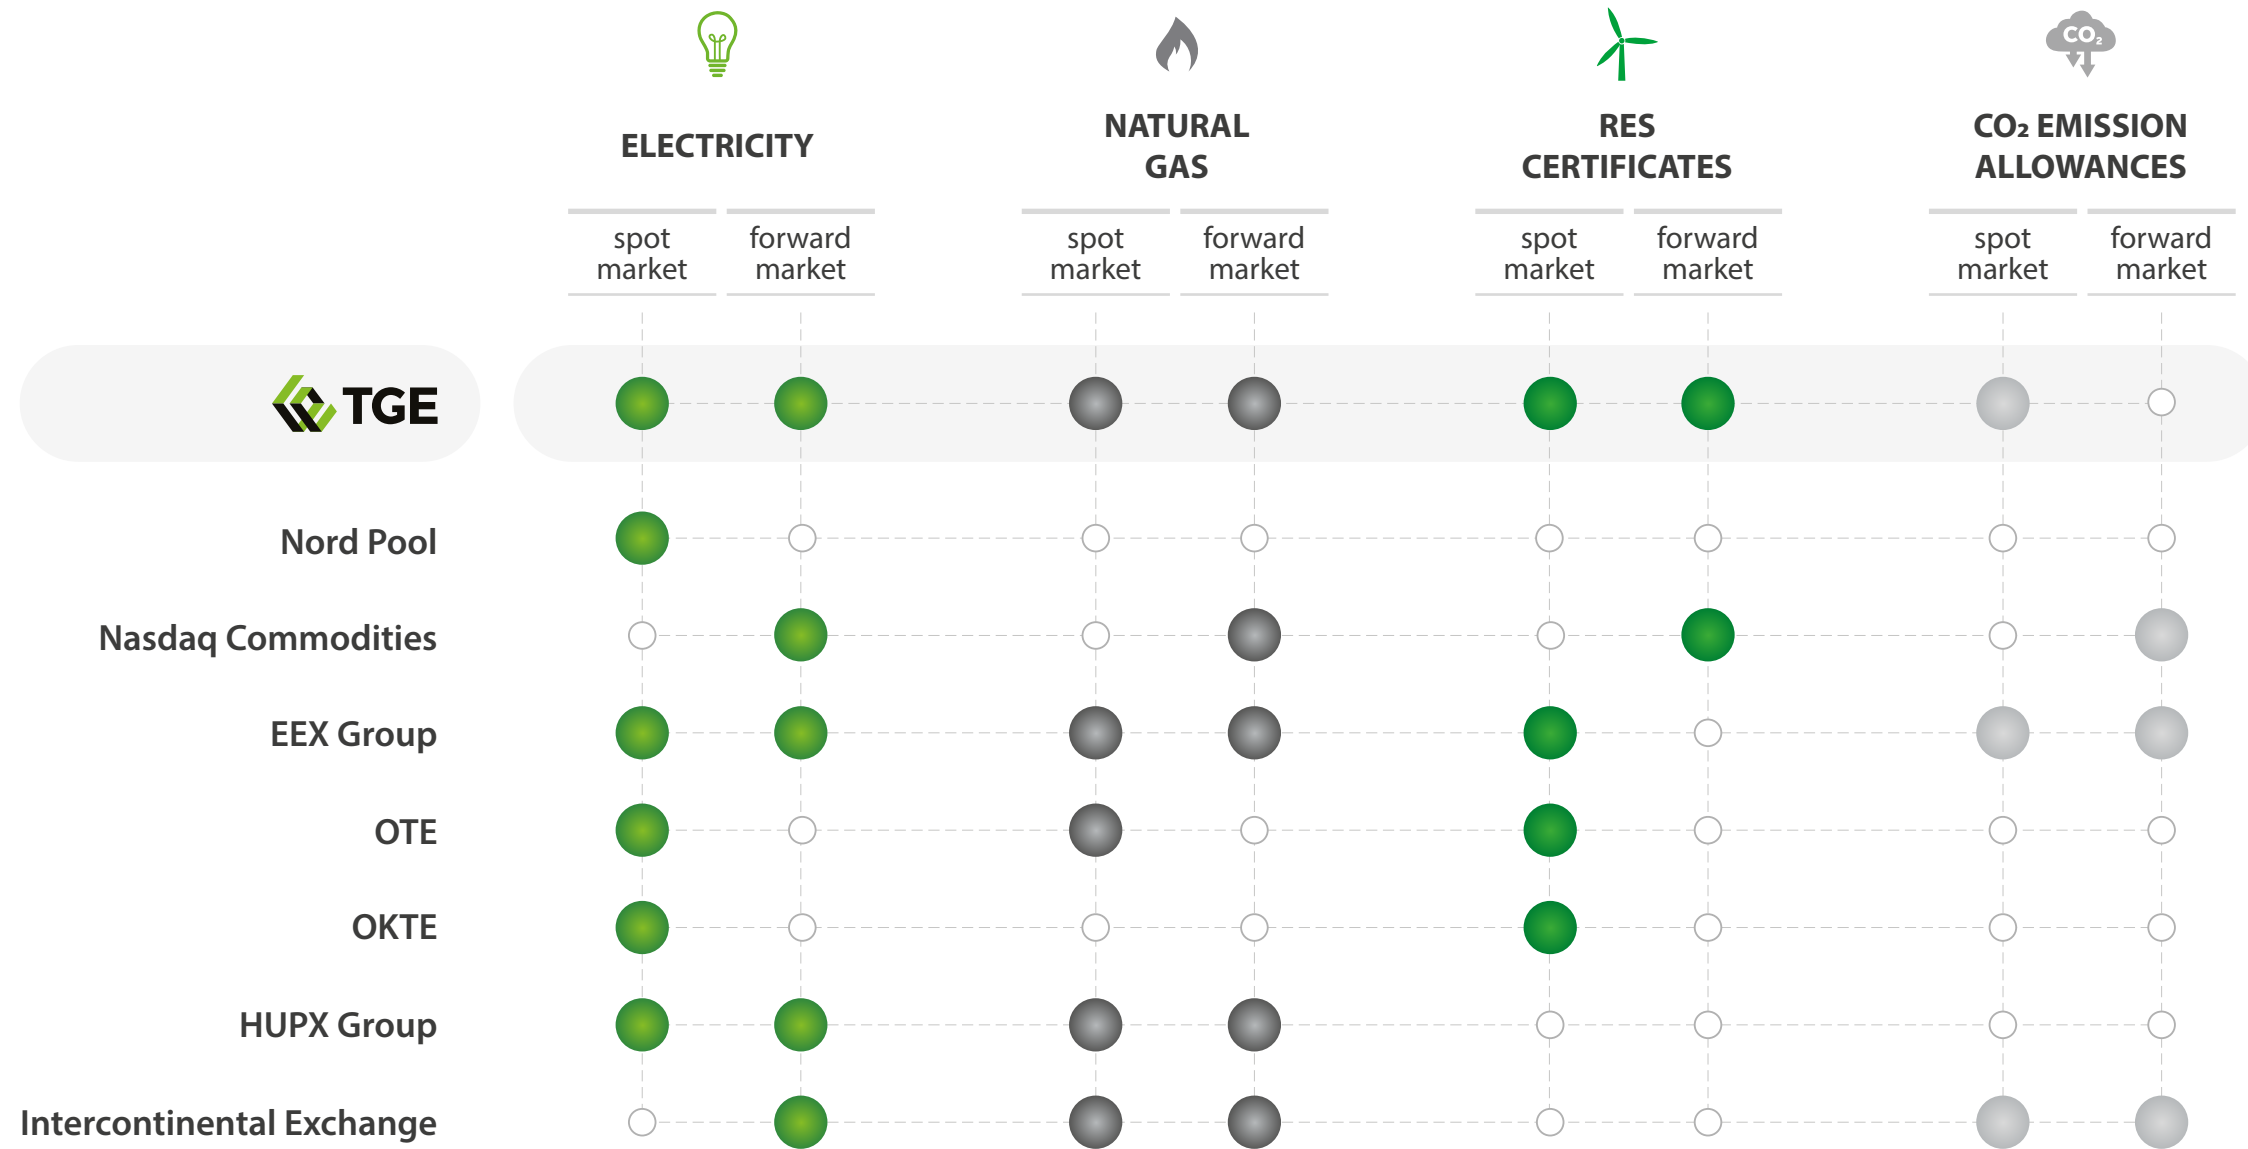 CO₂
ELECTRICITY
NATURAL
GAS
RES
CERTIFICATES
CO₂ EMISSION
ALLOWANCES
spot
market
forward
market
spot
market
forward
market
spot
market
forward
market
spot
market
forward
market
TGE
Nord Pool
Nasdaq Commodities
EEX Group
OTE
OKTE
HUPX Group
Intercontinental Exchange